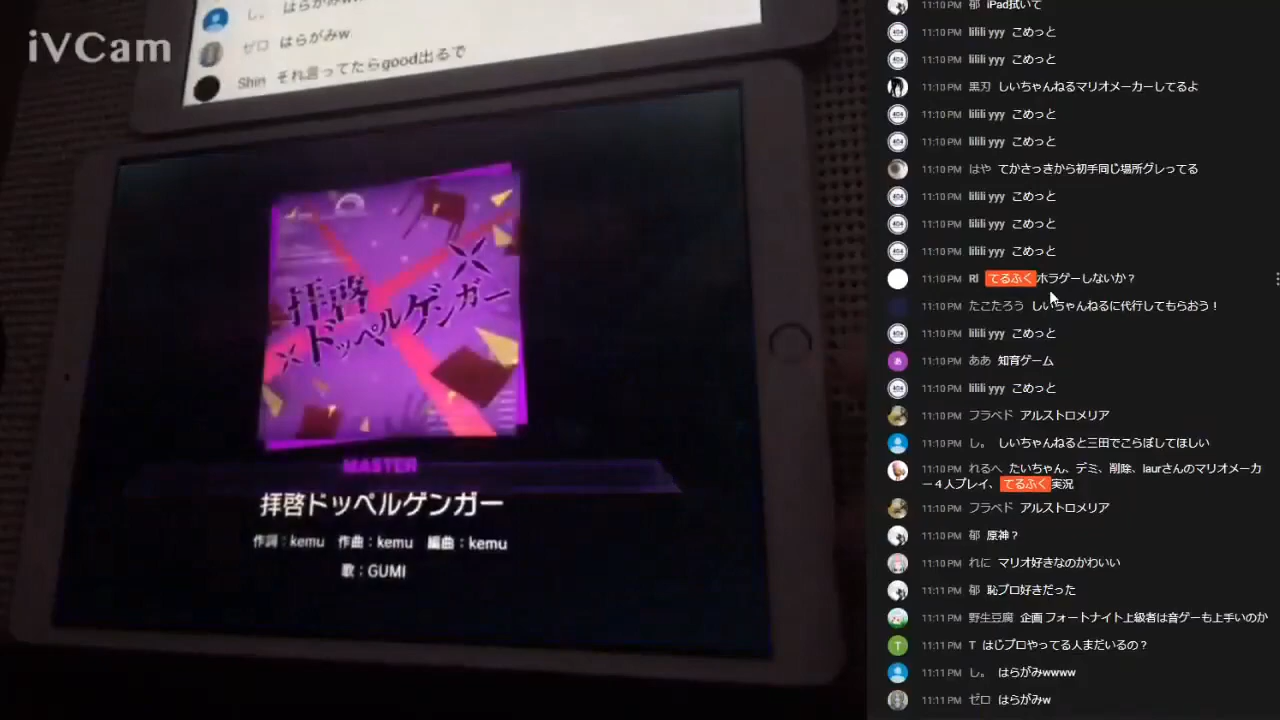 iVCam
し。 はらがみw
ゼロ はらがみw
Shin それ言ってたらgood出るで
拝啓
ドッペルゲンガー
MASTER
拝啓ドッペルゲンガー
作詞：kemu 作曲：kemu 編曲：kemu
歌：GUMI
11:10 PM 郁 iPad拭いて
11:10 PM lilili yyy こめっと
11:10 PM lilili yyy こめっと
11:10 PM 黒刃 しいちゃんねるマリオメーカーしてるよ
11:10 PM lilili yyy こめっと
11:10 PM lilili yyy こめっと
11:10 PM はや てかさっきから初手同じ場所グレってる
11:10 PM lilili yyy こめっと
11:10 PM lilili yyy こめっと
11:10 PM lilili yyy こめっと
11:10 PM RI てるふくホラゲーしないか？
11:10 PM たこたろう しいちゃんねるに代行してもらおう！
11:10 PM lilili yyy こめっと
あ 11:10 PM ああ 知育ゲーム
11:10 PM lilili yyy こめっと
11:10 PM フラベド アルストロメリア
11:10 PM し。 しいちゃんねると三田でこらぼしてほしい
11:10 PM れるへ たいちゃん、デミ、削除、laurさんのマリオメーカ
ー４人プレイ、てるふく実況
11:10 PM フラベド アルストロメリア
11:10 PM 郁 原神？
11:10 PM れに マリオ好きなのかわいい
11:11 PM 郁 恥プロ好きだった
11:11 PM 野生豆腐 企画 フォートナイト上級者は音ゲーも上手いのか
T 11:11 PM T はじプロやってる人まだいるの？
11:11 PM し。 はらがみwwww
11:11 PM ゼロ はらがみw